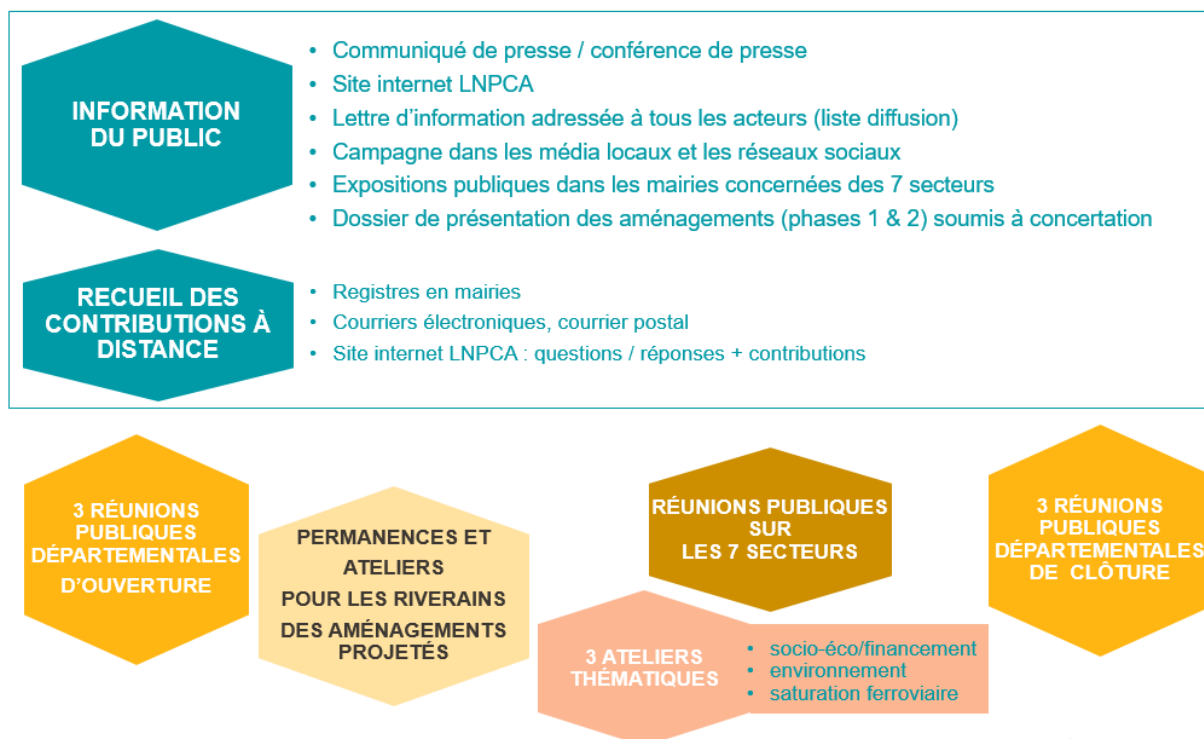 INFORMATION
DU PUBLIC
• Communiqué de presse / conférence de presse
• Site internet LNPCA
• Lettre d'information adressée à tous les acteurs (liste diffusion)
• Campagne dans les média locaux et les réseaux sociaux
• Expositions publiques dans les mairies concernées des 7 secteurs
• Dossier de présentation des aménagements (phases 1 & 2) soumis à concertation
RECUEIL DES
CONTRIBUTIONS À
DISTANCE
• Registres en mairies
• Courriers électroniques, courrier postal
• Site internet LNPCA : questions / réponses + contributions
3 RÉUNIONS
PUBLIQUES
DÉPARTEMENTALES
D'OUVERTURE
PERMANENCES ET
ATELIERS
POUR LES RIVERAINS
DES AMÉNAGEMENTS
PROJETÉS
RÉUNIONS PUBLIQUES
SUR
LES 7 SECTEURS
3 ATELIERS
THÉMATIQUES
• socio-éco/financement
• environnement
• saturation ferroviaire
3 RÉUNIONS
PUBLIQUES
DÉPARTEMENTALES
DE CLÔTURE